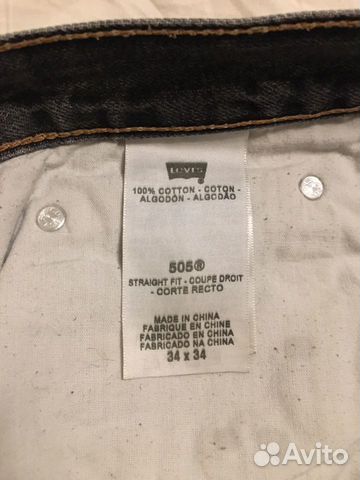 LEVI'S
100% COTTON - COTON -
ALGODÓN - ALGODÃO
505®
STRAIGHT FIT - COUPE DROIT
- CORTE RECTO
MADE IN CHINA
FABRIQUE EN CHINE
FABRICADO EN CHINA
FABRICADO NA CHINA
34 x 34
Avito